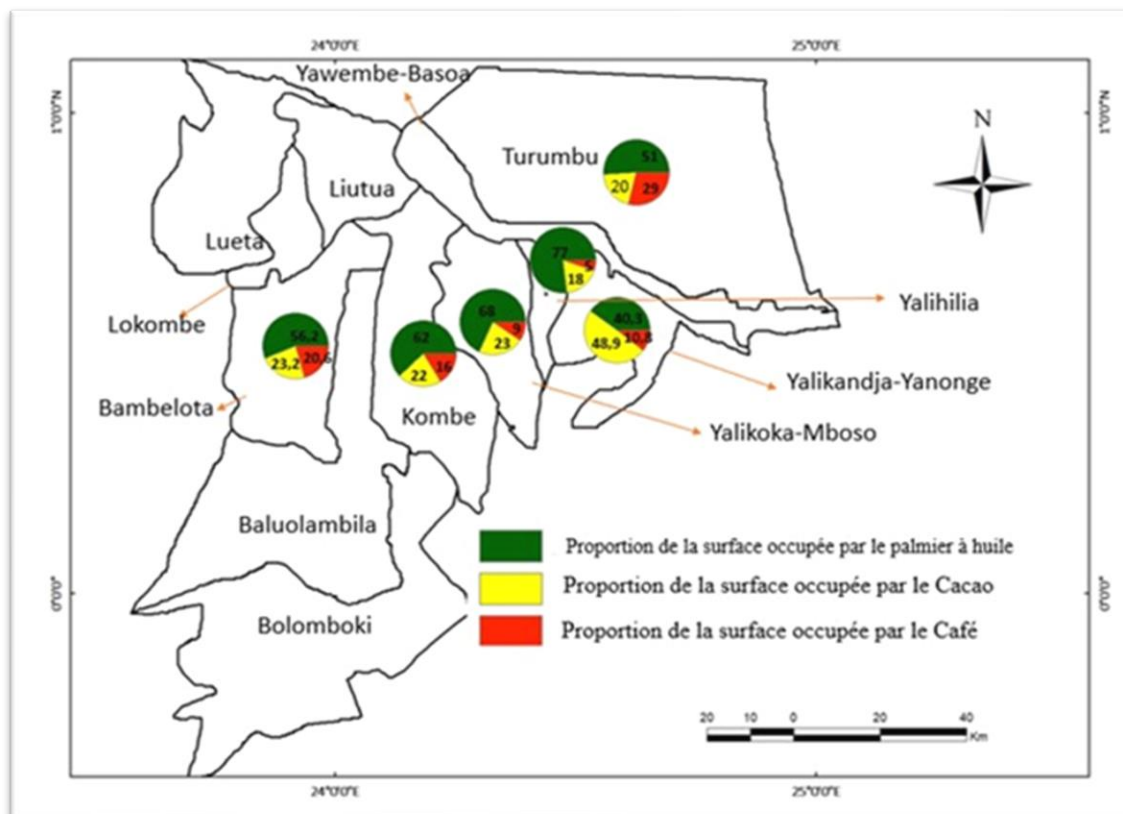 24°0'0"E 25°0'0"E
Yawembe-Basoa
1°0'0"N 1°0'0"N
N
Turumbu
51
20
29
Liutua
Lueta
77
5
18
Yalihilia
Lokombe
68
9
23
40,3
48,9
10,8
56,2
23,2
20,6
62
22
16
Yalikandja-Yanonge
Bambelota
Kombe
Yalikoka-Mboso
Baluolambila
Proportion de la surface occupée par le palmier à huile
Proportion de la surface occupée par le Cacao
0°0'0" 0°0'0"
Bolomboki
Proportion de la surface occupée par le Café
20 10 0 20 40
Km
24°0'0"E 25°0'0"E